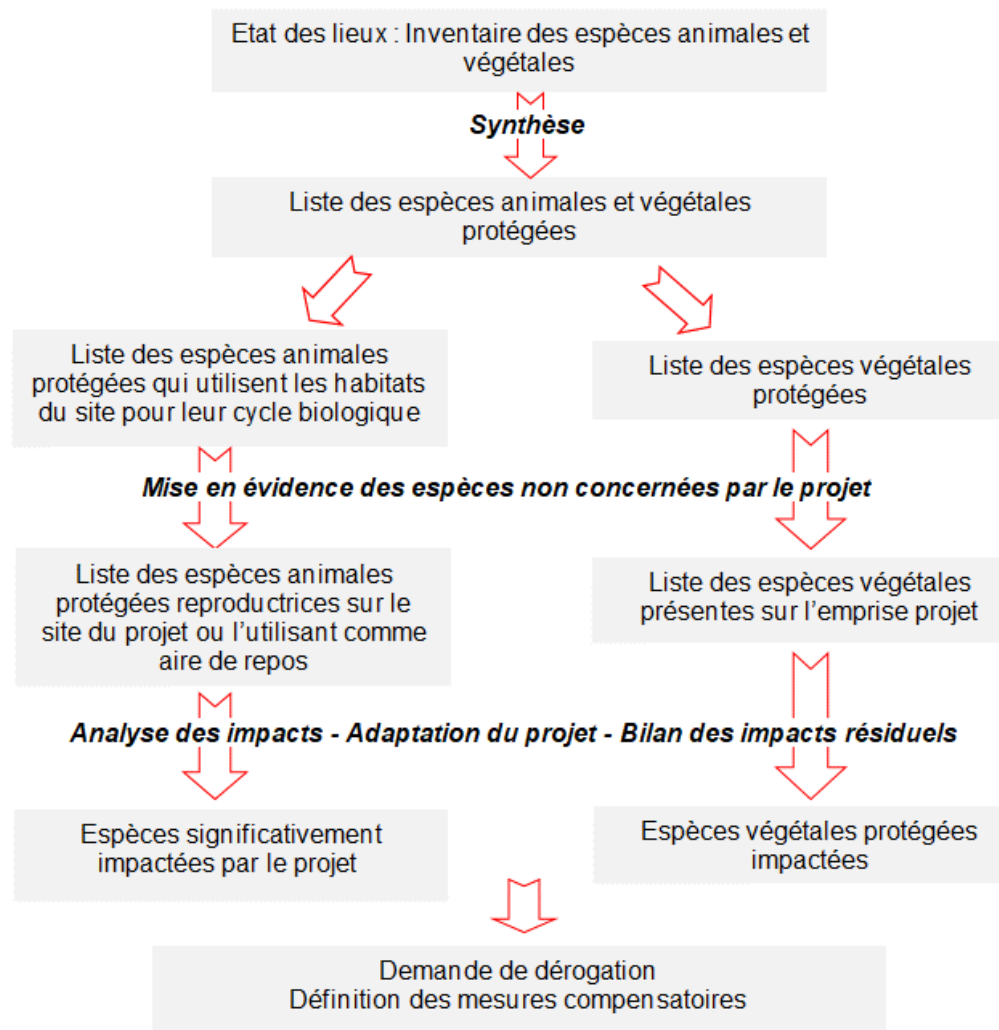 Etat des lieux : Inventaire des espèces animales et
végétales
Synthèse
Liste des espèces animales et végétales
protégées
Liste des espèces animales
protégées qui utilisent les habitats
du site pour leur cycle biologique
Liste des espèces végétales
protégées
Mise en évidence des espèces non concernées par le projet
Liste des espèces animales
protégées reproductrices sur le
site du projet ou l'utilisant comme
aire de repos
Liste des espèces végétales
présentes sur l'emprise projet
Analyse des impacts - Adaptation du projet - Bilan des impacts résiduels
Espèces significativement
impactées par le projet
Espèces végétales protégées
impactées
Demande de dérogation
Définition des mesures compensatoires